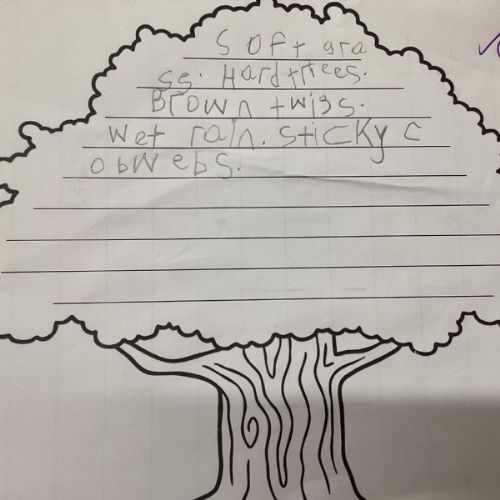 Soft gra
ss. Hard trees.
Brown twigs.
Wet rain. sticky c
obwebs.